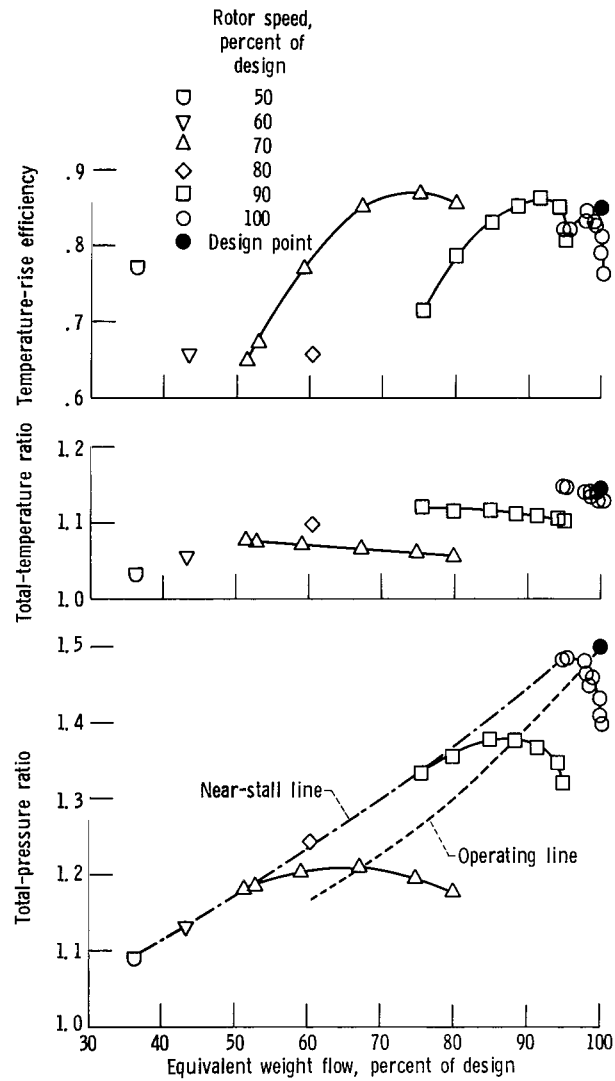 Rotor speed,
percent of
design
50
60
70
80
90
100
Design point
Temperature-rise efficiency
.9
.8
.7
.6
Total-temperature ratio
1.2
1.1
1.0
Total-pressure ratio
1.5
1.4
1.3
1.2
1.1
1.0
Near-stall line
Operating line
30 40 50 60 70 80 90 100
Equivalent weight flow, percent of design